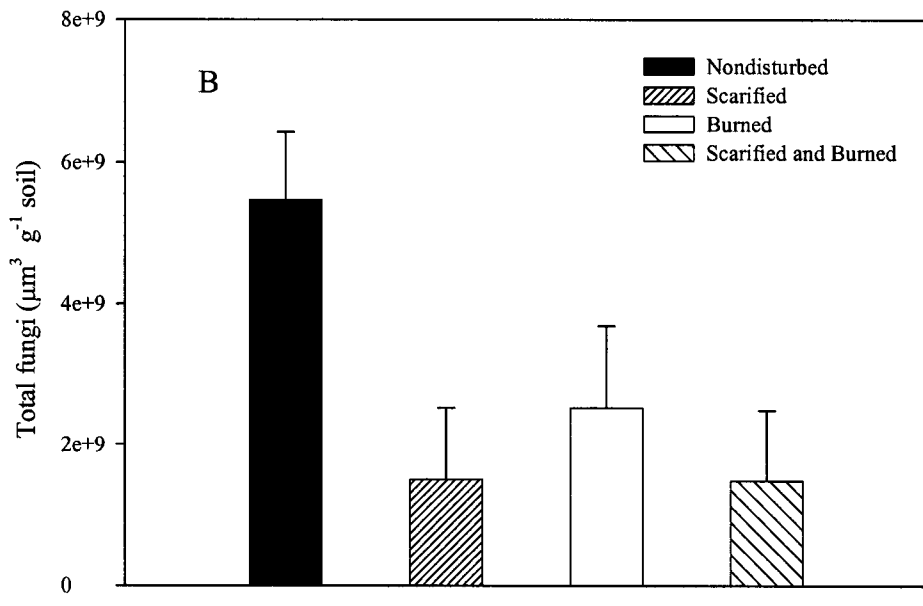 8e+9
B
Nondisturbed
Scarified
Burned
Scarified and Burned
6e+9
4e+9
2e+9
0
Total fungi (μm³ g⁻¹ soil)